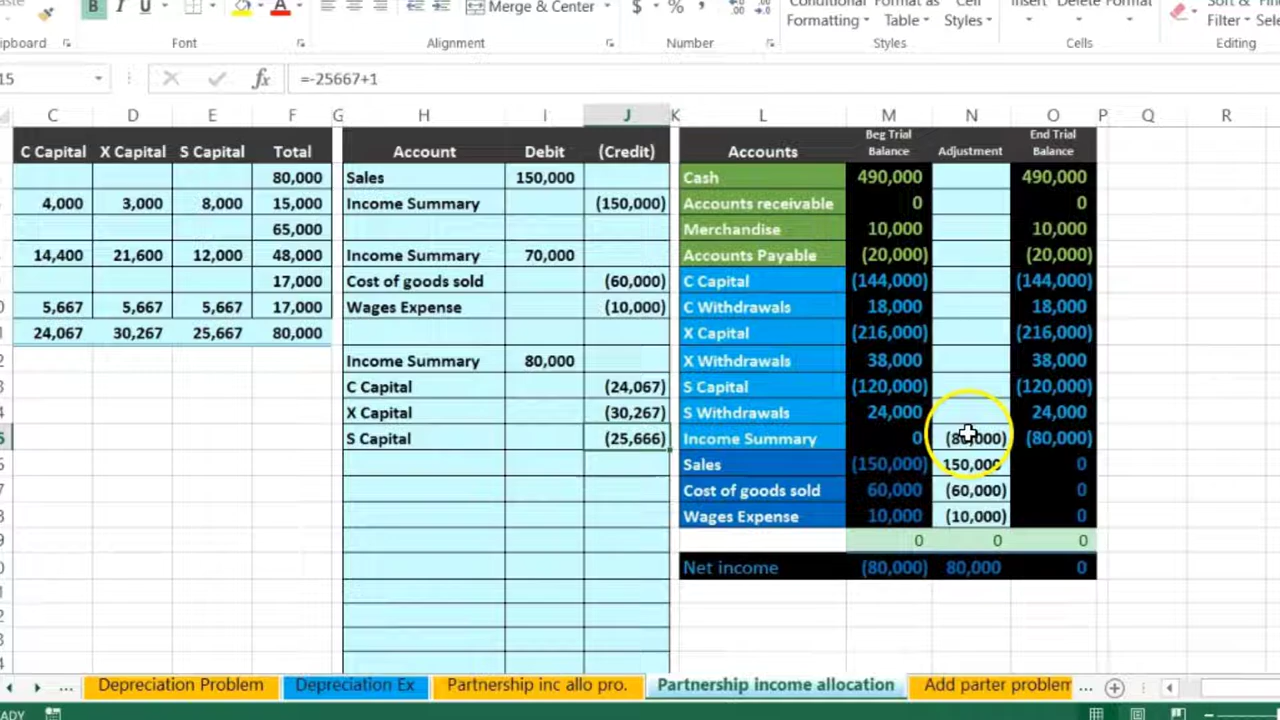 B I U A Merge & Center $ % , Conditional Format as Cell Insert Delete Format Sort & Find
Formatting Table Styles Filter
Font Alignment Number Styles Cells Editing
15 fx =-25667+1
C D E F G H I J K L M N O P Q R
C Capital X Capital S Capital Total Account Debit (Credit) Accounts Beg Trial Balance Adjustment End Trial Balance
80,000 Sales 150,000 Cash 490,000 490,000
4,000 3,000 8,000 15,000 Income Summary (150,000) Accounts receivable 0 0
65,000 Merchandise 10,000 10,000
14,400 21,600 12,000 48,000 Income Summary 70,000 Accounts Payable (20,000) (20,000)
17,000 Cost of goods sold (60,000) C Capital (144,000) (144,000)
5,667 5,667 5,667 17,000 Wages Expense (10,000) C Withdrawals 18,000 18,000
24,067 30,267 25,667 80,000 X Capital (216,000) (216,000)
Income Summary 80,000 X Withdrawals 38,000 38,000
C Capital (24,067) S Capital (120,000) (120,000)
X Capital (30,267) S Withdrawals 24,000 24,000
S Capital (25,666) Income Summary 0 (80,000) (80,000)
Sales (150,000) 150,000 0
Cost of goods sold 60,000 (60,000) 0
Wages Expense 10,000 (10,000) 0
0 0 0
Net income (80,000) 80,000 0
... Depreciation Problem Depreciation Ex Partnership inc allo pro. Partnership income allocation Add parter problem ...